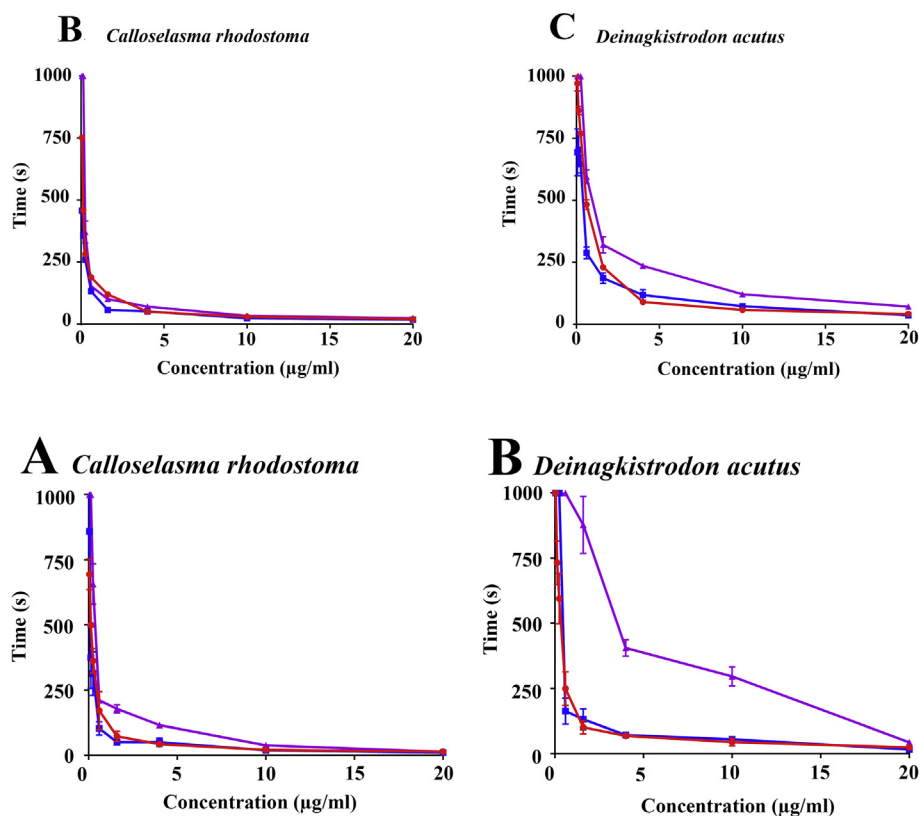 B. Calloselasma rhodostoma
1000
750
500
250
0
Time (s)
0 5 10 15 20
Concentration (µg/ml)
C Deinagkistrodon acutus
1000
750
500
250
0
Time (s)
0 5 10 15 20
Concentration (µg/ml)
A Calloselasma rhodostoma
1000
750
500
250
0
Time (s)
0 5 10 15 20
Concentration (µg/ml)
B Deinagkistrodon acutus
1000
750
500
250
0
Time (s)
0 5 10 15 20
Concentration (µg/ml)